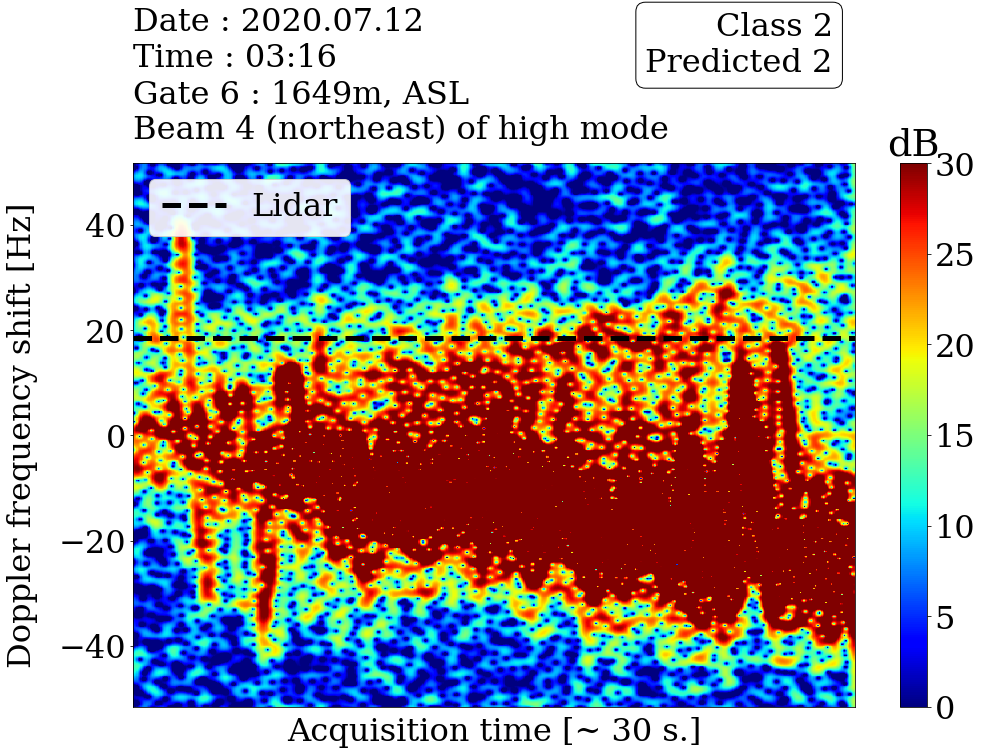 Date : 2020.07.12
Time : 03:16
Gate 6 : 1649m, ASL
Beam 4 (northeast) of high mode
Class 2
Predicted 2
dB
Lidar
Doppler frequency shift [Hz]
40
20
0
−20
−40
30
25
20
15
10
5
0
Acquisition time [~ 30 s.]